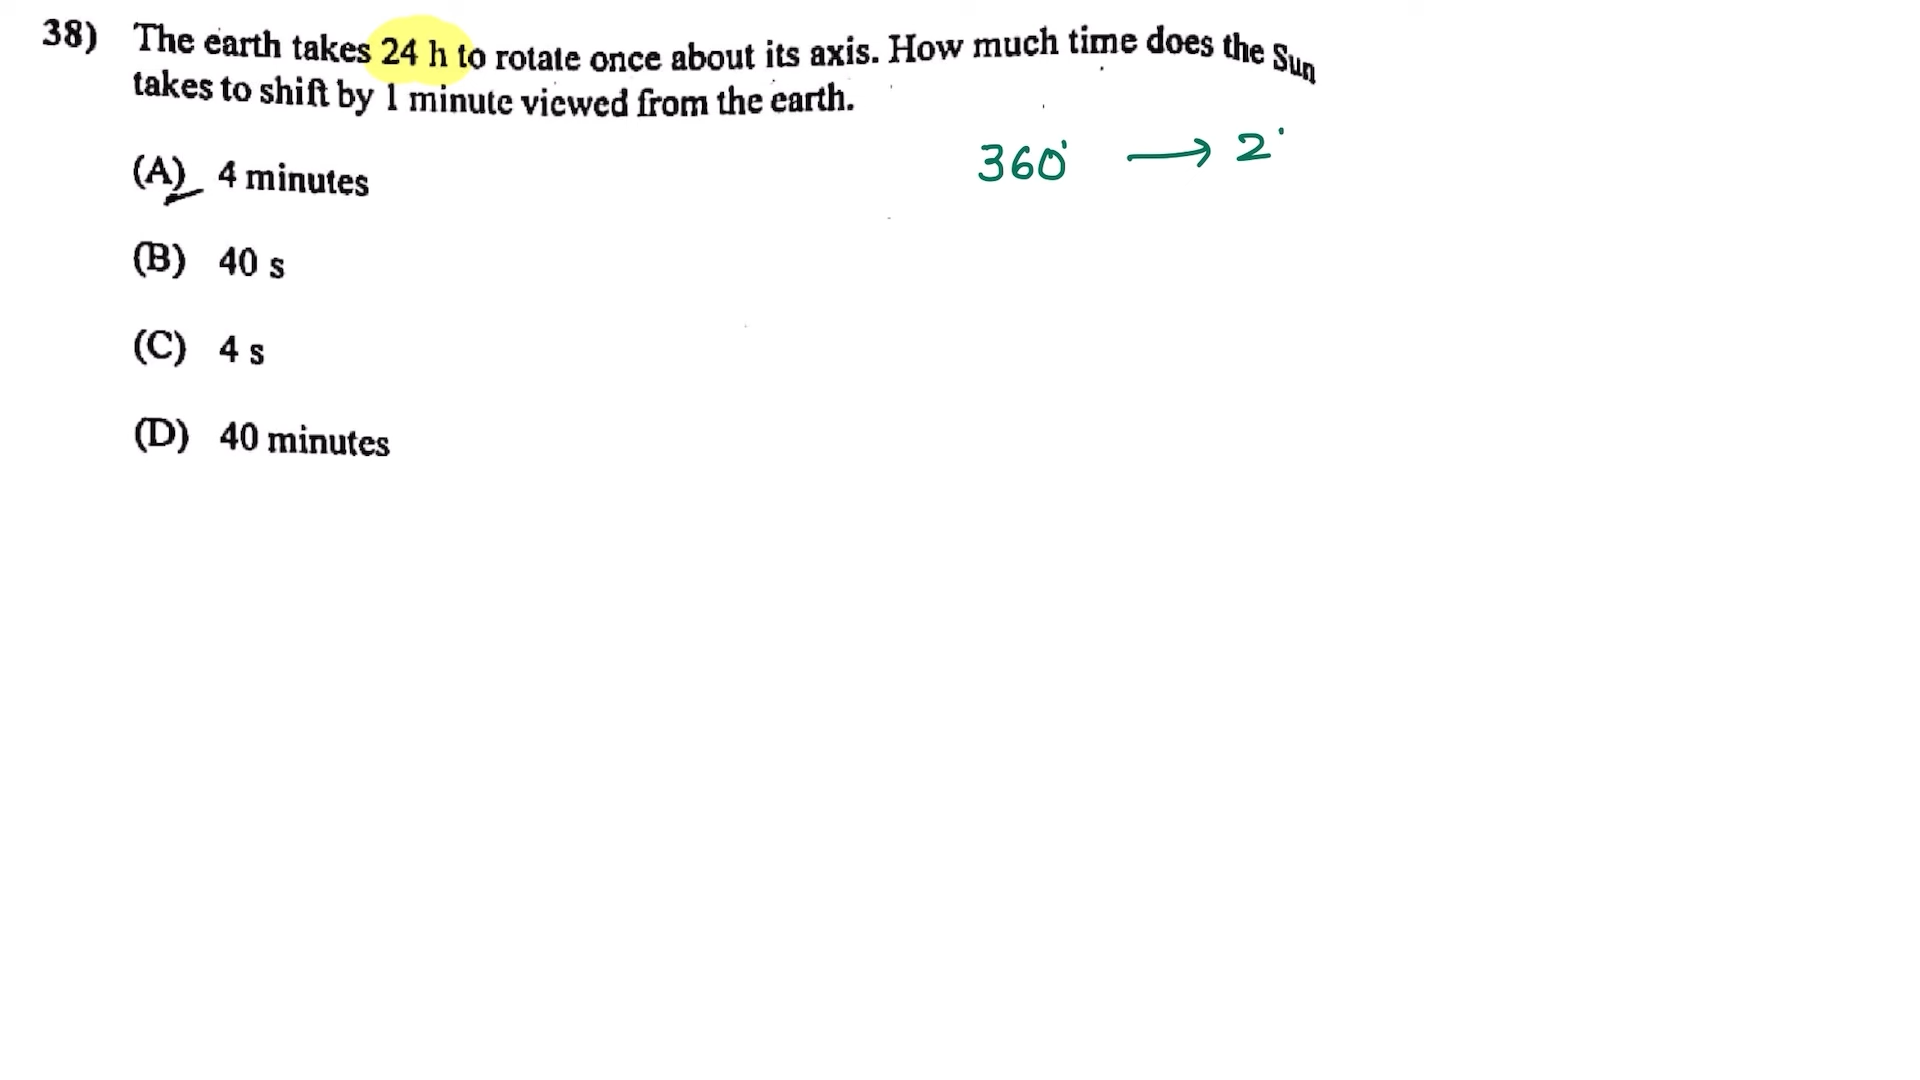 38) The earth takes 24 h to rotate once about its axis. How much time does the Sun
takes to shift by 1 minute viewed from the earth.
360° → 2
(A) 4 minutes
(B) 40 s
(C) 4 s
(D) 40 minutes